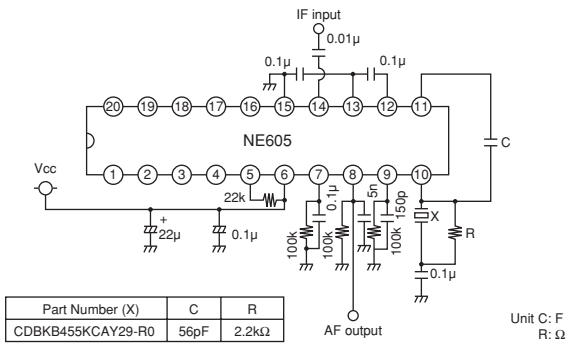 IF input
0.01µ
0.1µ
0.1µ
20 19 18 17 16 15 14 13 12 11
NE605
C
1 2 3 4 5 6 7 8 9 10
Vcc
22k
+
22µ
0.1µ
100k
0.1µ
100k
5n
100k
150p
X
R
0.1µ
AF output
Part Number (X) C R
CDBKB455KCAY29-R0 56pF 2.2kΩ
Unit C: F
R: Ω